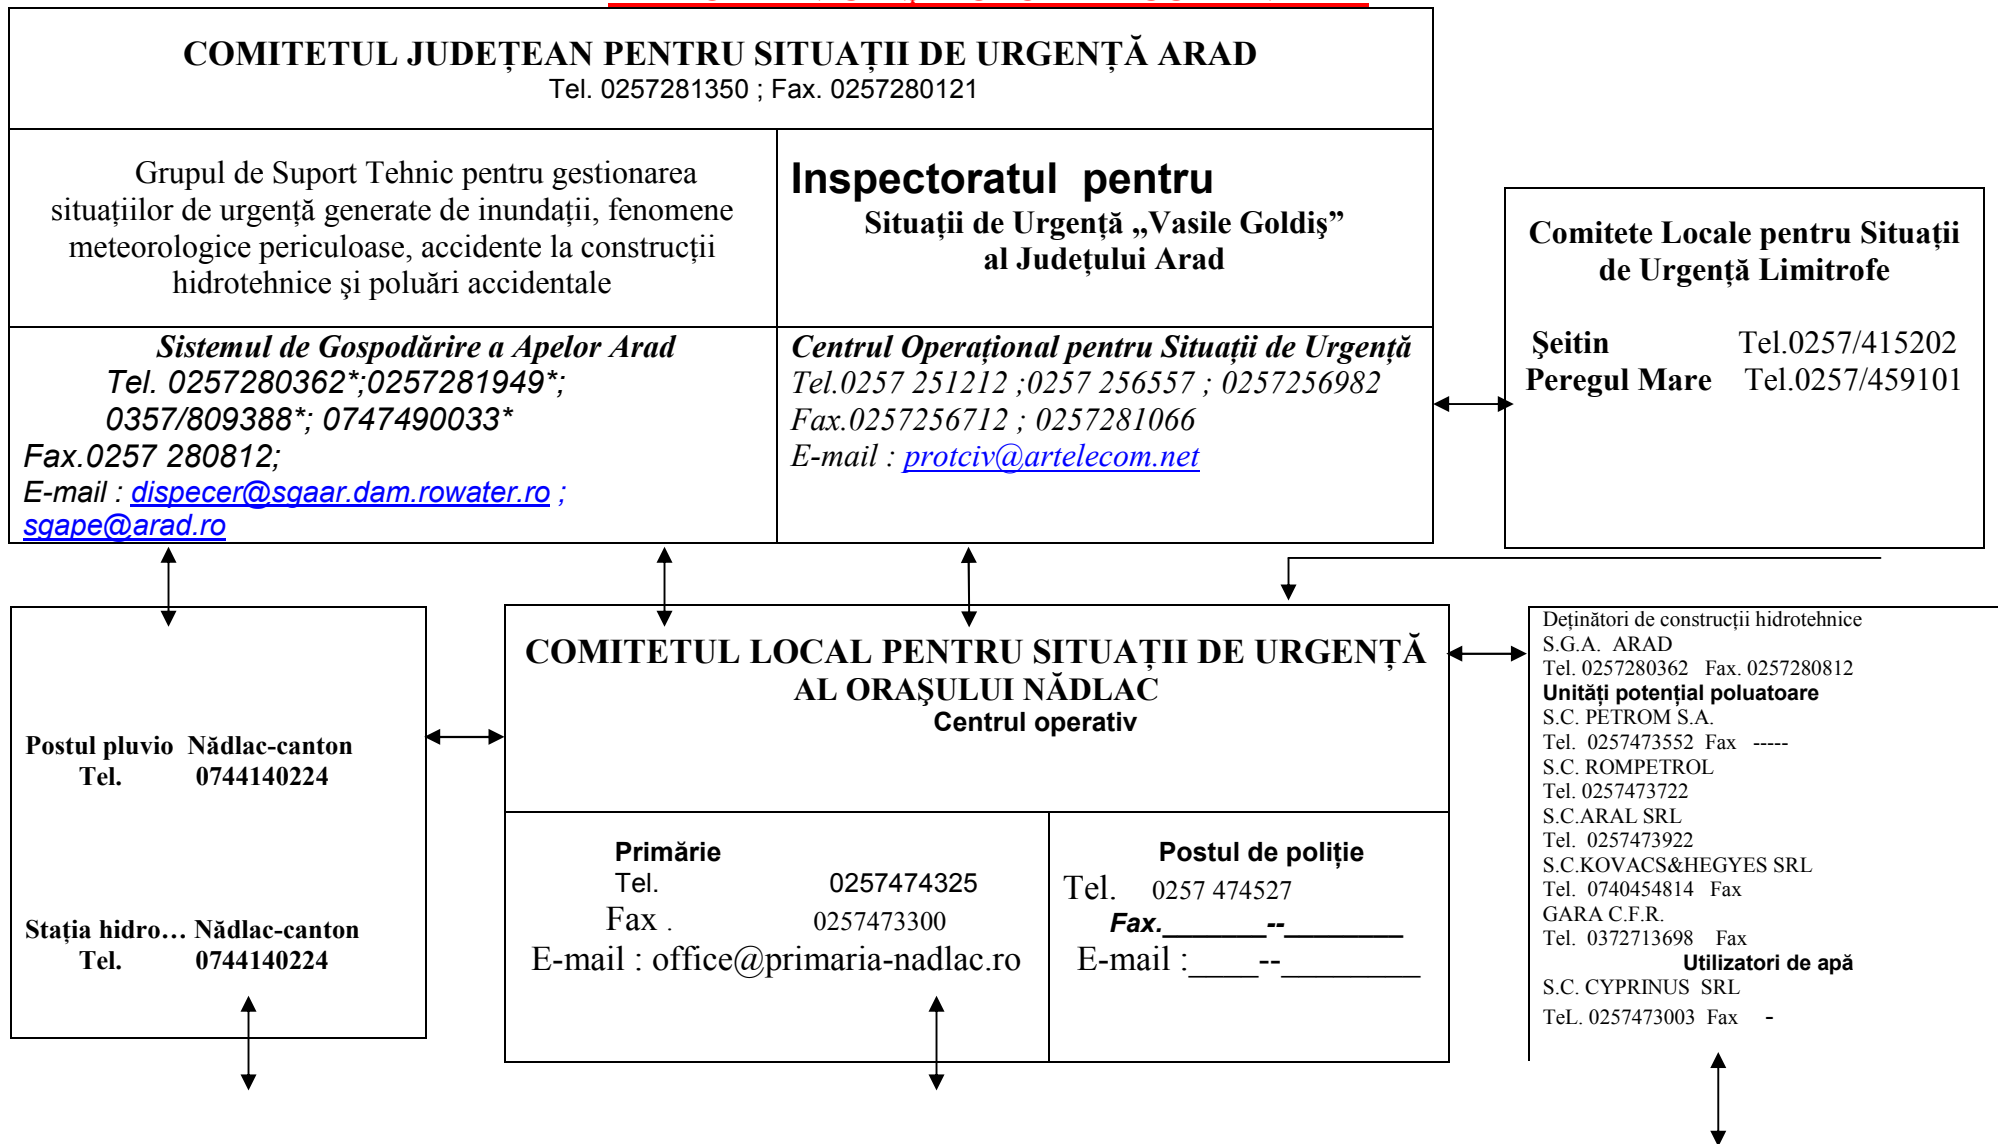 COMITETUL JUDEȚEAN PENTRU SITUAȚII DE URGENȚĂ ARAD
Tel. 0257281350 ; Fax. 0257280121
Grupul de Suport Tehnic pentru gestionarea
situațiilor de urgență generate de inundații, fenomene
meteorologice periculoase, accidente la construcții
hidrotehnice şi poluări accidentale
Inspectoratul pentru
Situații de Urgență „Vasile Goldiş”
al Județului Arad
Sistemul de Gospodărire a Apelor Arad
Tel. 0257280362*;0257281949*;
0357/809388*; 0747490033*
Fax.0257 280812;
E-mail : dispecer@sgaar.dam.rowater.ro ;
sgape@arad.ro
Centrul Operațional pentru Situații de Urgență
Tel.0257 251212 ;0257 256557 ; 0257256982
Fax.0257256712 ; 0257281066
E-mail : protciv@artelecom.net
Comitete Locale pentru Situații
de Urgență Limitrofe
Şeitin Tel.0257/415202
Peregul Mare Tel.0257/459101
Postul pluvio Nădlac-canton
Tel. 0744140224
Stația hidro… Nădlac-canton
Tel. 0744140224
COMITETUL LOCAL PENTRU SITUAȚII DE URGENȚĂ
AL ORAŞULUI NĂDLAC
Centrul operativ
Primărie
Tel. 0257474325
Fax . 0257473300
E-mail : office@primaria-nadlac.ro
Postul de poliție
Tel. 0257 474527
Fax._______--________
E-mail :____--_________
Deținători de construcții hidrotehnice
S.G.A. ARAD
Tel. 0257280362 Fax. 0257280812
Unități potențial poluatoare
S.C. PETROM S.A.
Tel. 0257473552 Fax -----
S.C. ROMPETROL
Tel. 0257473722
S.C.ARAL SRL
Tel. 0257473922
S.C.KOVACS&HEGYES SRL
Tel. 0740454814 Fax
GARA C.F.R.
Tel. 0372713698 Fax
Utilizatori de apă
S.C. CYPRINUS SRL
TeL. 0257473003 Fax -